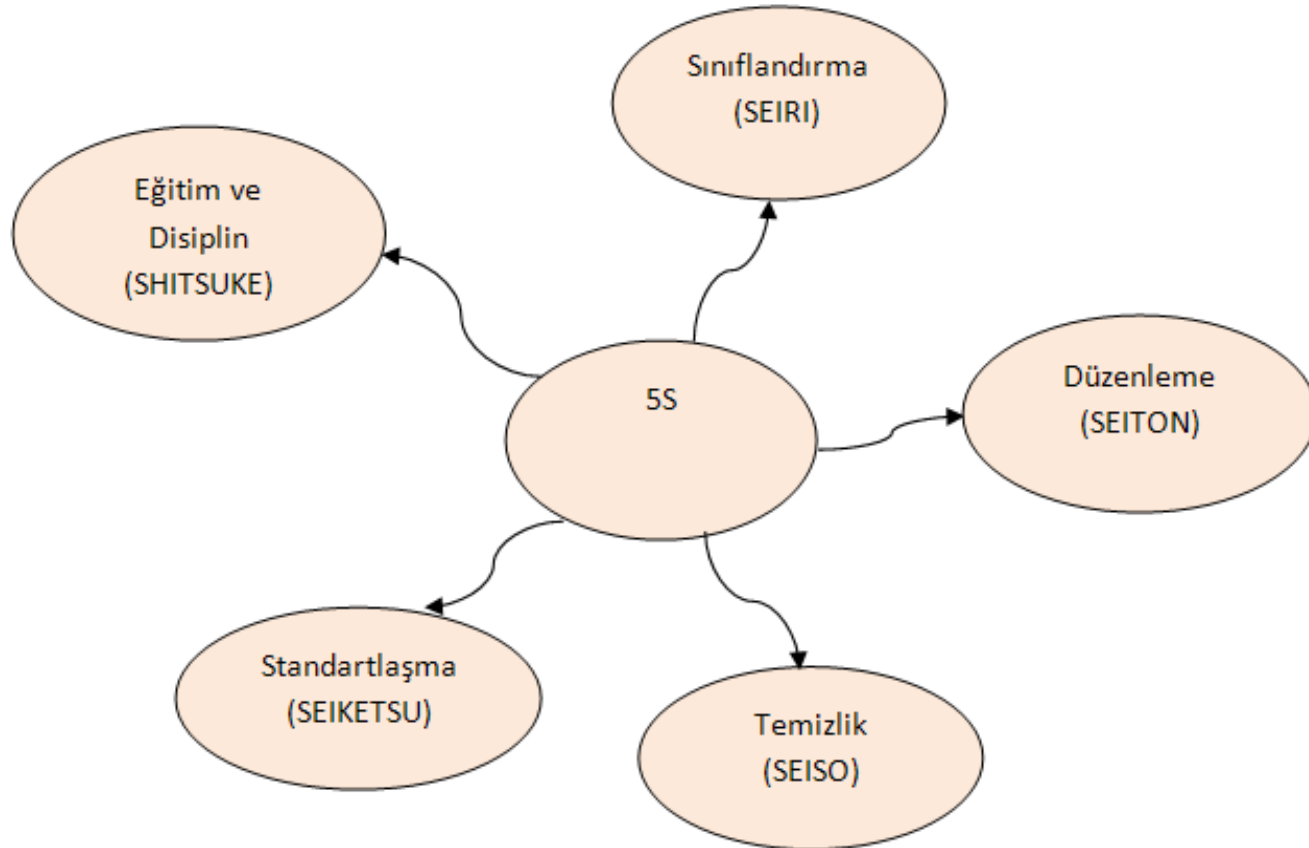 Sınıflandırma
(SEIRI)
Eğitim ve
Disiplin
(SHITSUKE)
5S
Düzenleme
(SEITON)
Standartlaşma
(SEIKETSU)
Temizlik
(SEISO)